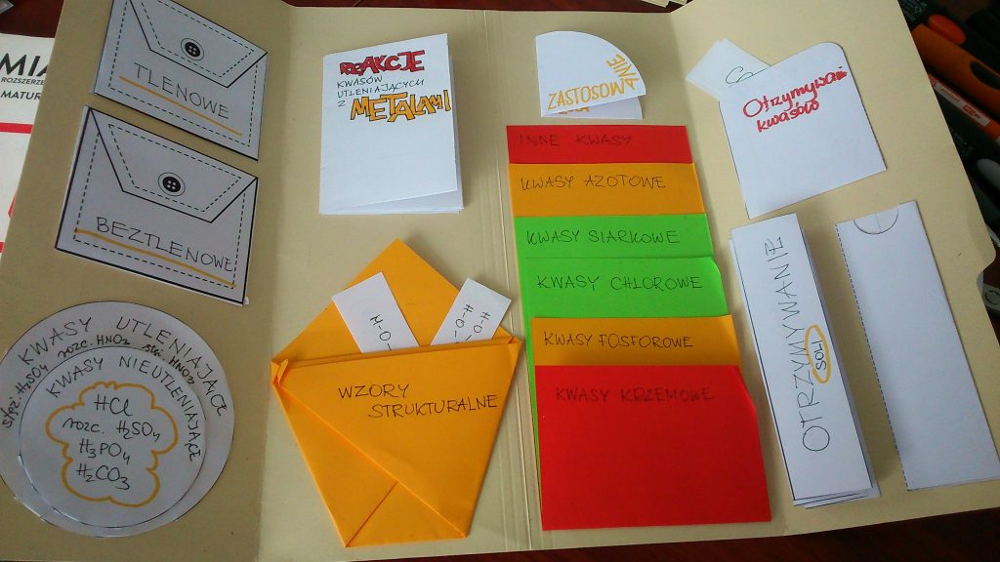 MIA
ROZSZERZE
MATUR
TLENOWE
BEZTLENOWE
KWASY UTLENIAJĄCE
stęż. H₂SO4 rozc. HNO₃ stż. HNO₃
KWASY NIEUTLENIAJĄCE
HCl
rozc. H₂SO4
H₃PO4
H₂CO₃
REAKCJE
KWASÓW
UTLENIAJĄCYCH
Z METALAMI
H-O-
H-O-
H-O-
WZORY
STRUKTURALNE
ZASTOSOWANIE
INNE KWASY
KWASY AZOTOWE
KWASY SIARKOWE
KWASY CHLOROWE
KWASY FOSFOROWE
KWASY KRZEMOWE
Otrzymywanie
kwasów
OTRZYMYWANIE
SOLI